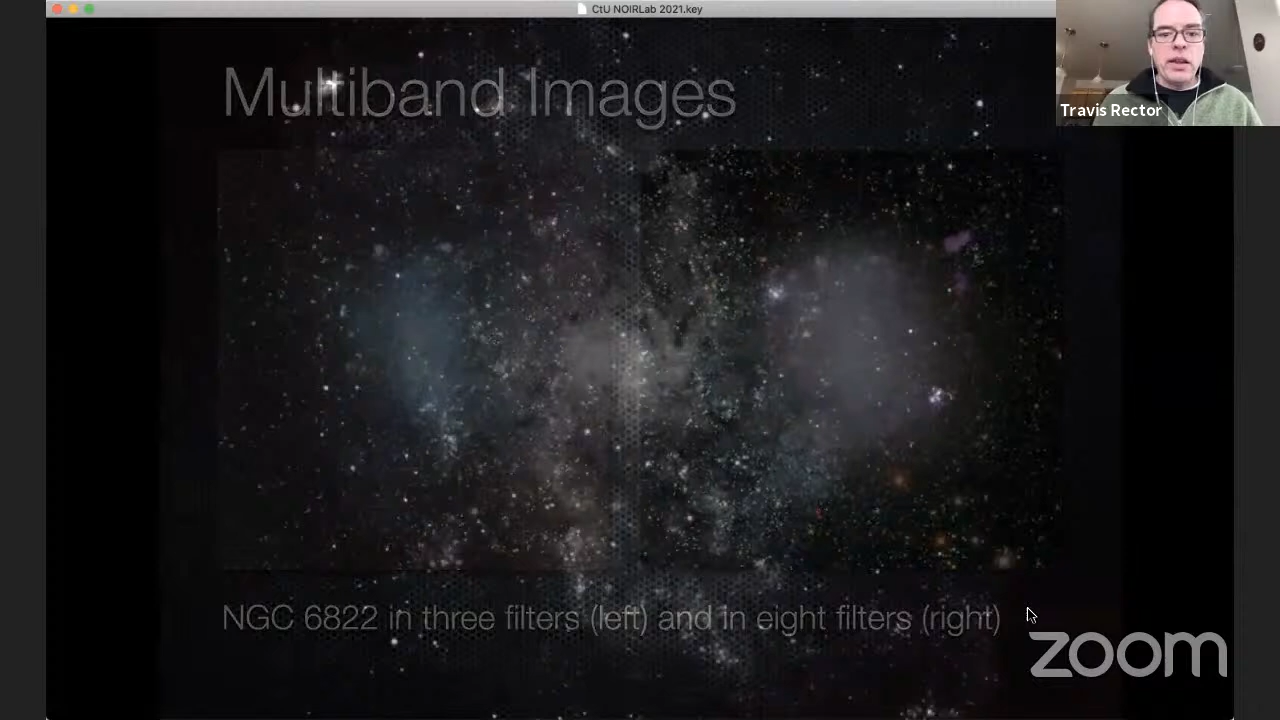 CtU NOIRLab 2021.key
Multiband Images
Travis Rector
NGC 6822 in three filters (left) and in eight filters (right)
zoom